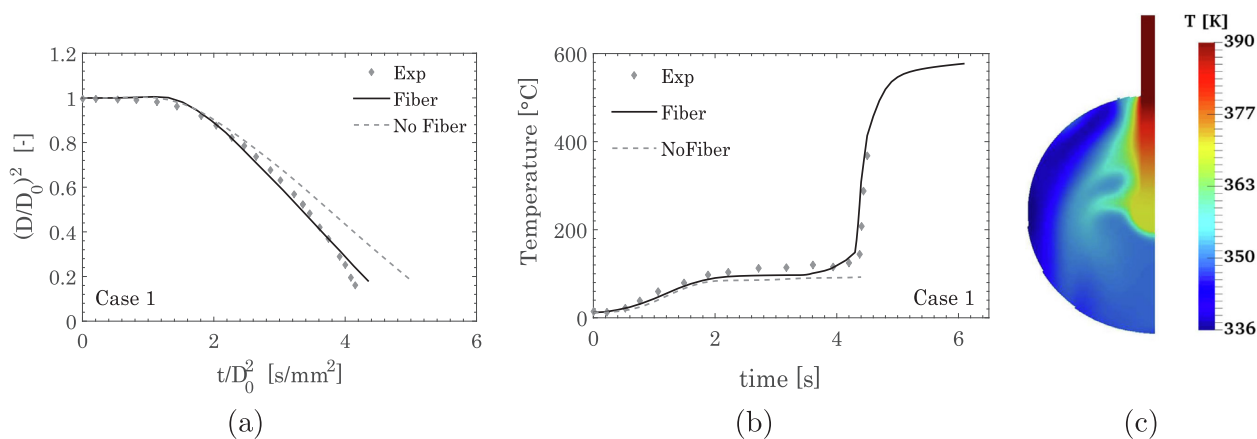 1.2
1
0.8
0.6
0.4
0.2
0
0
2
4
6
(D/D₀)² [-]
t/D₀² [s/mm²]
Exp
Fiber
No Fiber
Case 1
(a)
600
400
200
0
0
2
4
6
Temperature [°C]
time [s]
Exp
Fiber
NoFiber
Case 1
(b)
T [K]
390
377
363
350
336
(c)